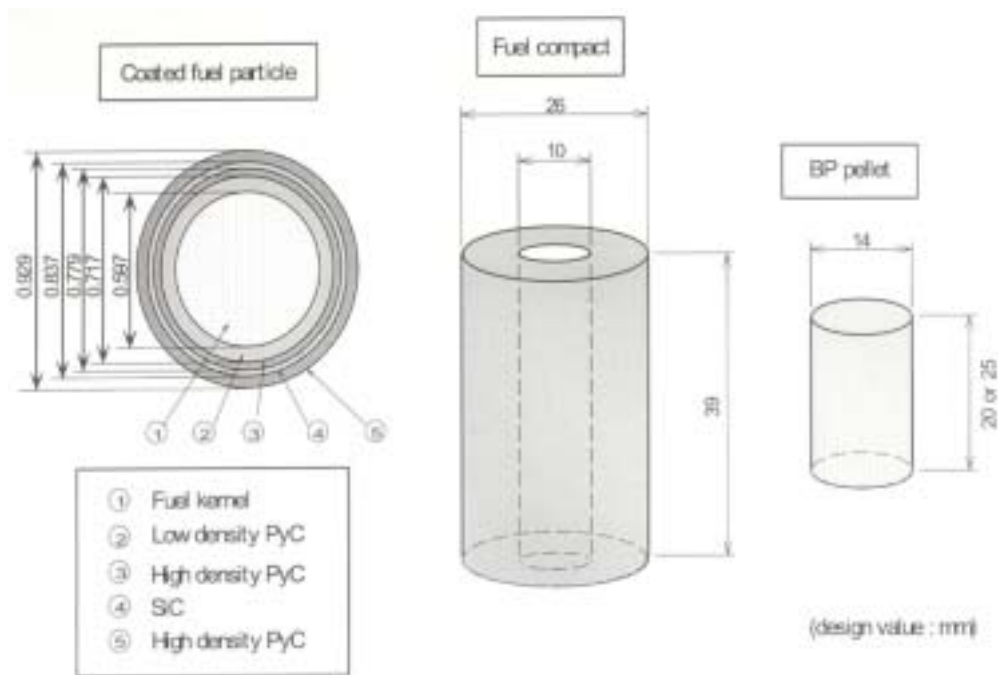 Coated fuel particle
0.929
0.837
0.779
0.717
0.597
① ② ③ ④ ⑤
① Fuel kernel
② Low density PyC
③ High density PyC
④ SiC
⑤ High density PyC
Fuel compact
26
10
39
BP pellet
14
20 or 25
(design value : mm)